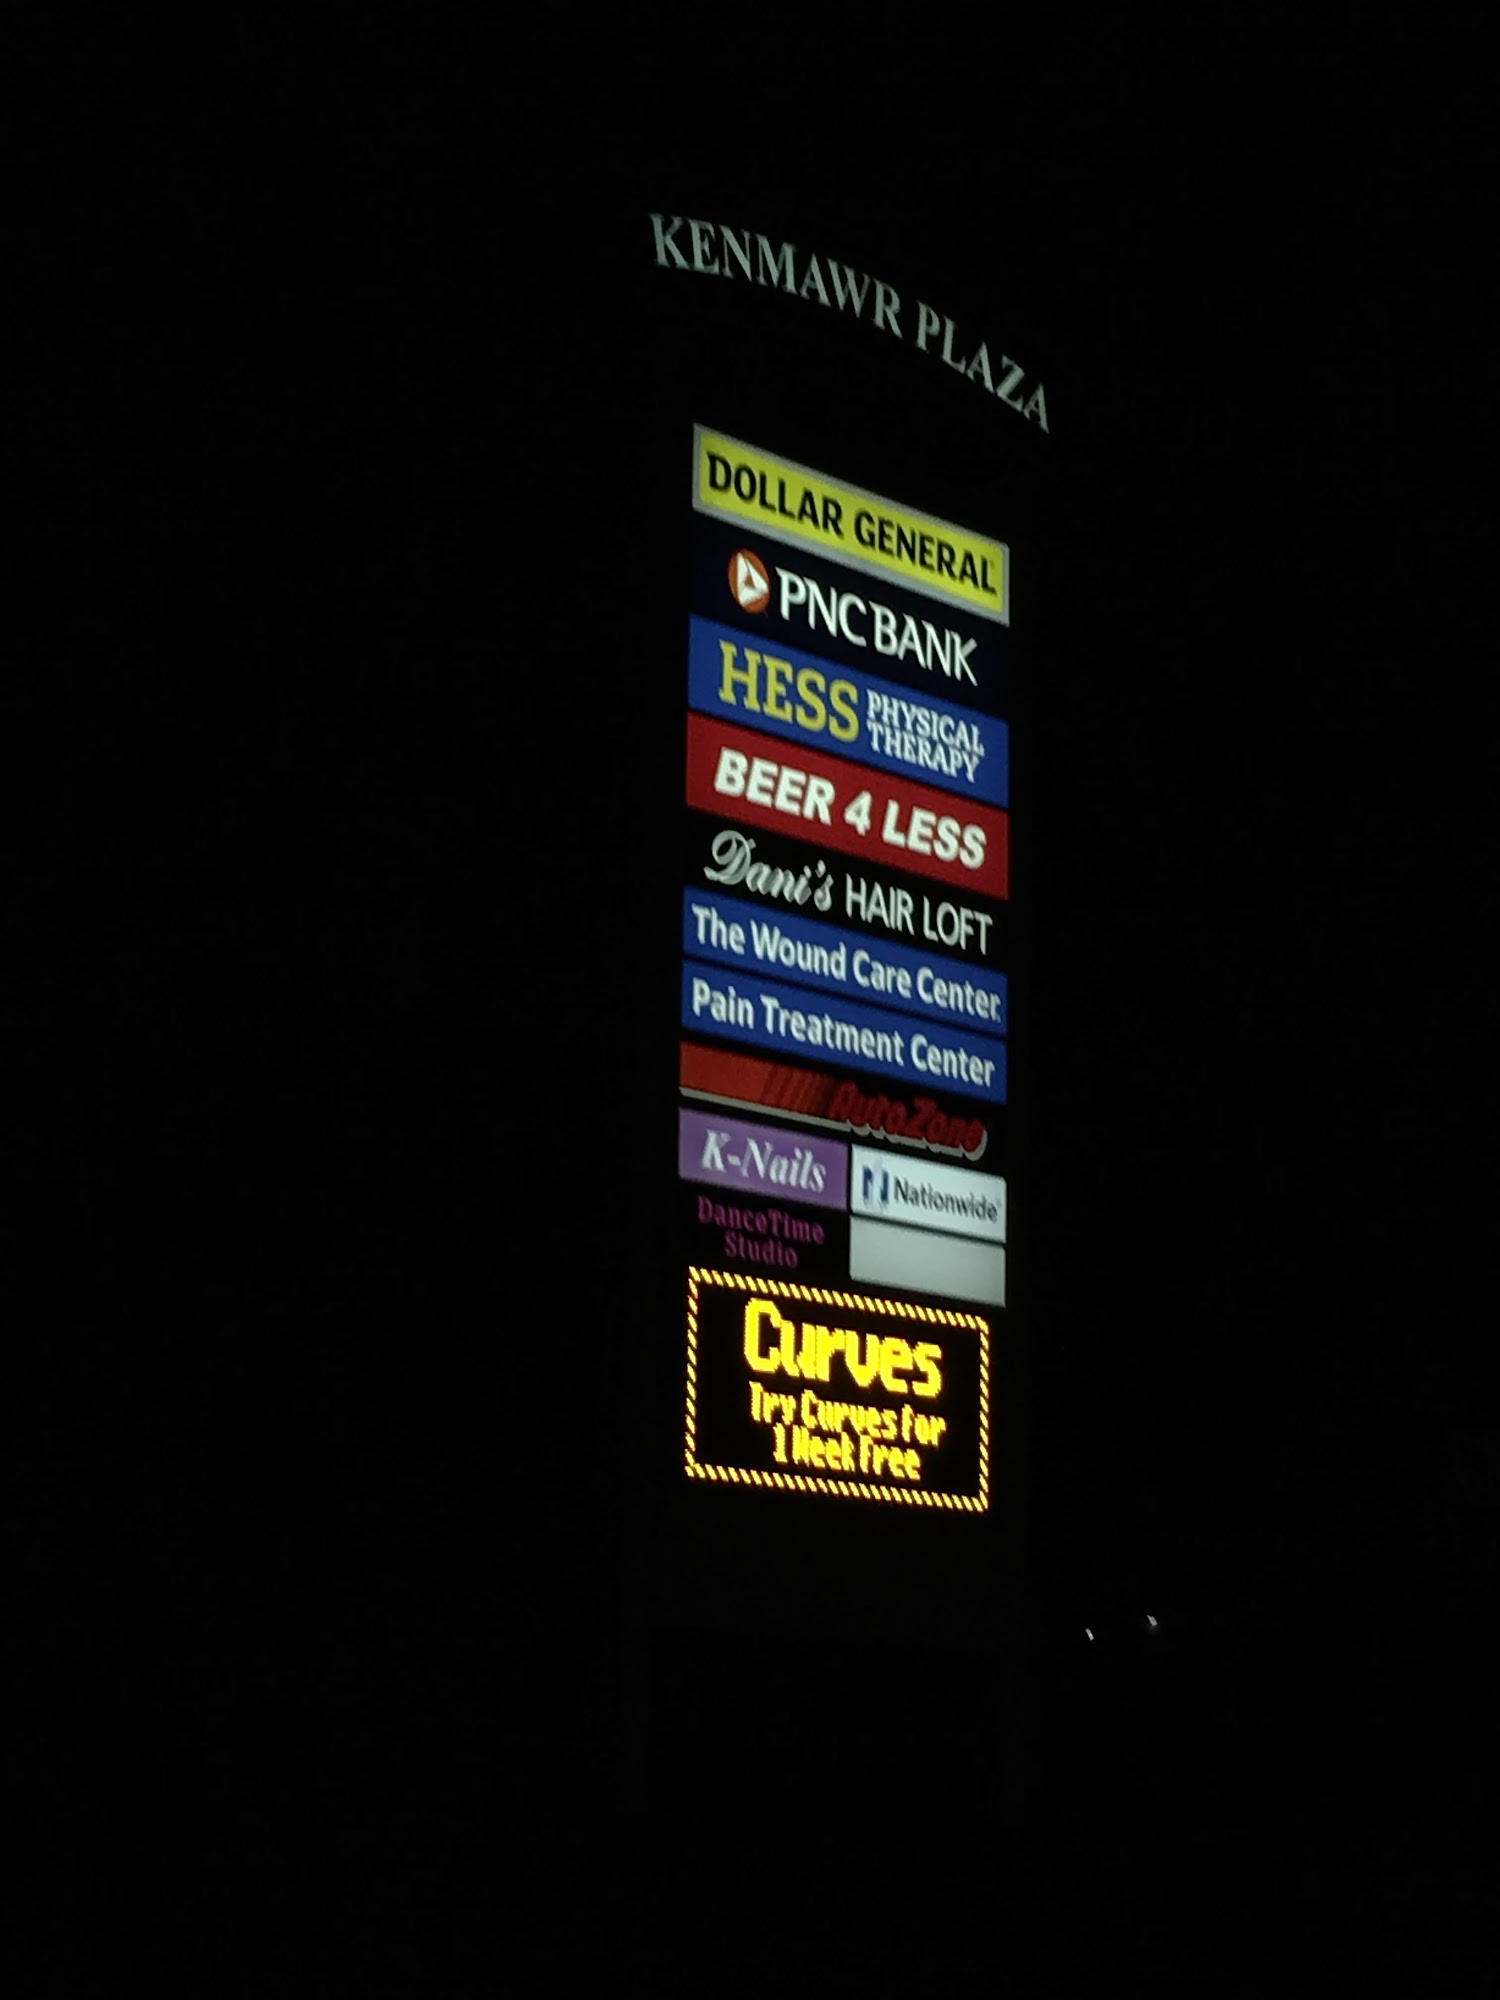 KENMAWR PLAZA
DOLLAR GENERAL
PNC BANK
HESS PHYSICAL
THERAPY
BEER 4 LESS
Dani's HAIR LOFT
The Wound Care Center
Pain Treatment Center
AutoZone
K-Nails
Nationwide
DanceTime
Studio
Curves
Try Curves for
1 Week Free